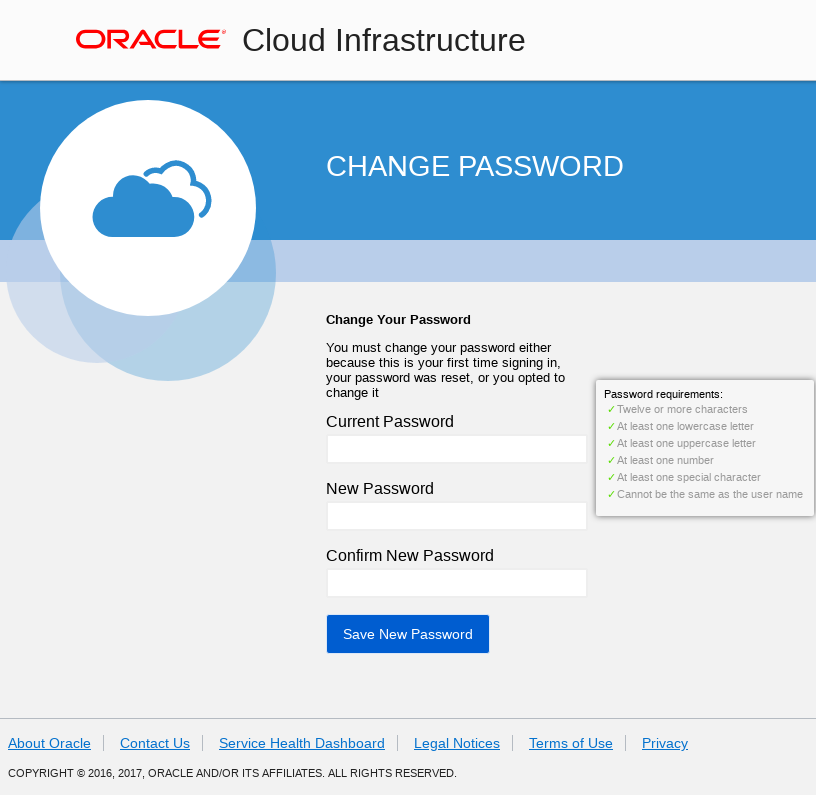 ORACLE® Cloud Infrastructure
CHANGE PASSWORD
Change Your Password
You must change your password either
because this is your first time signing in,
your password was reset, or you opted to
change it
Current Password
New Password
Confirm New Password
Save New Password
Password requirements:
✓Twelve or more characters
✓At least one lowercase letter
✓At least one uppercase letter
✓At least one number
✓At least one special character
✓Cannot be the same as the user name
About Oracle Contact Us Service Health Dashboard Legal Notices Terms of Use Privacy
COPYRIGHT © 2016, 2017, ORACLE AND/OR ITS AFFILIATES. ALL RIGHTS RESERVED.